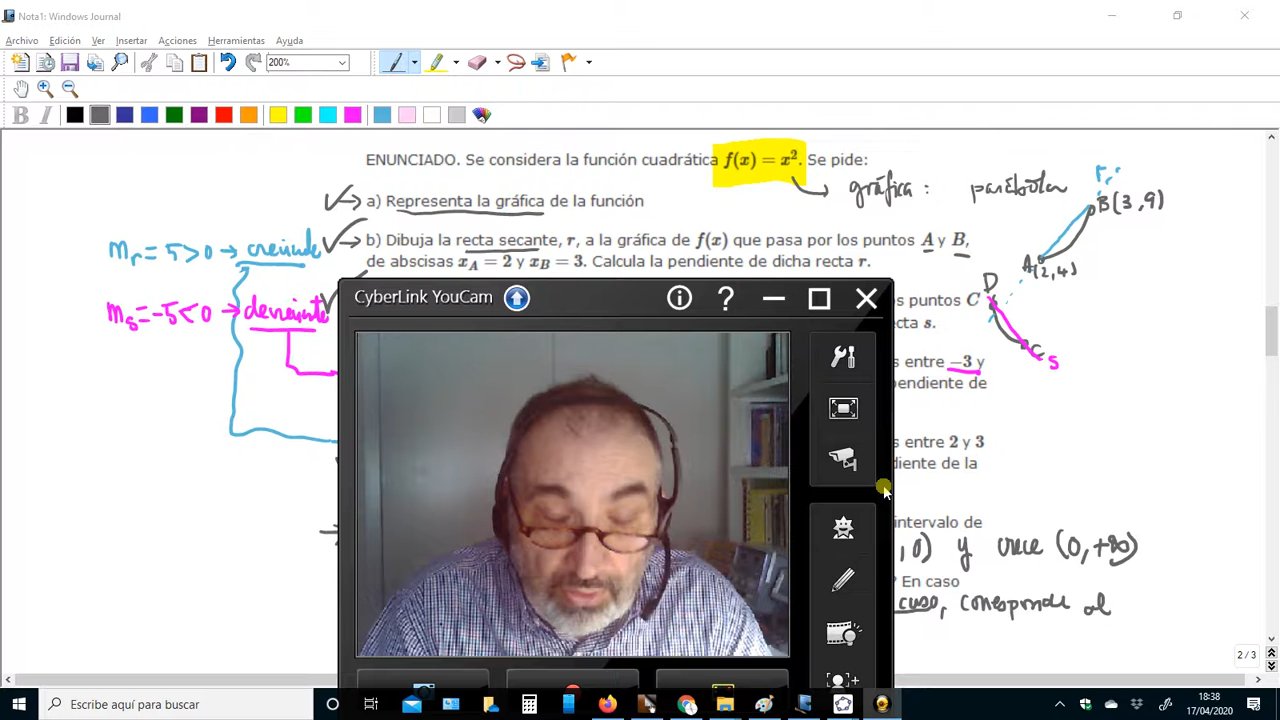 Nota1: Windows Journal
Archivo Edición Ver Insertar Acciones Herramientas Ayuda
200%
B I
ENUNCIADO. Se considera la función cuadrática f(x) = x². Se pide:
gráfica: parábola
r
B(3,9)
a) Representa la gráfica de la función
mr = 5 > 0 → creciente
b) Dibuja la recta secante, r, a la gráfica de f(x) que pasa por los puntos A y B,
de abscisas xA = 2 y xB = 3. Calcula la pendiente de dicha recta r.
A(2,4)
D
CyberLink YouCam
os puntos C
ms = -5 < 0 → decreciente
cta s.
C
s
s entre −3 y
pendiente de
s entre 2 y 3
diente de la
intervalo de
, 0) y crece (0, +∞)
? En caso
caso, corresponde al
2 / 3
Escribe aquí para buscar
18:38
17/04/2020